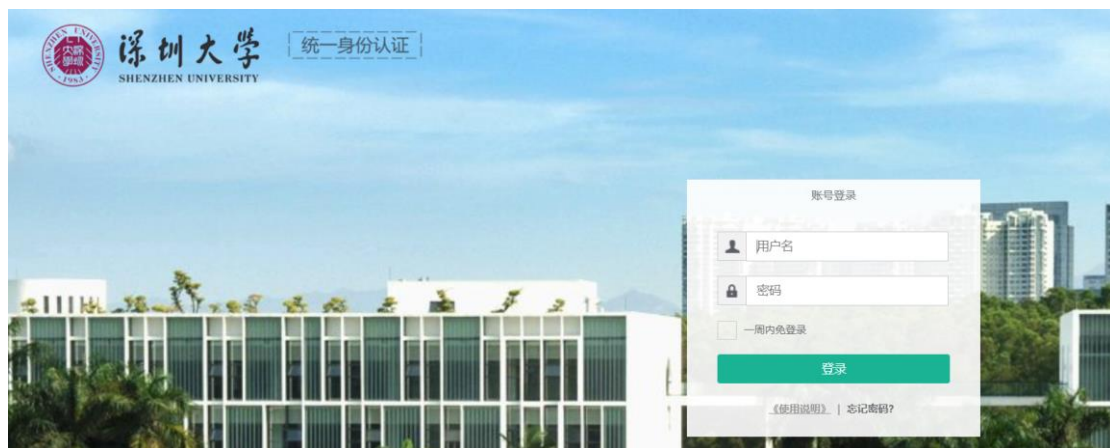 深圳大学
SHENZHEN UNIVERSITY
统一身份认证
账号登录
用户名
密码
一周内免登录
登录
《使用说明》 | 忘记密码?